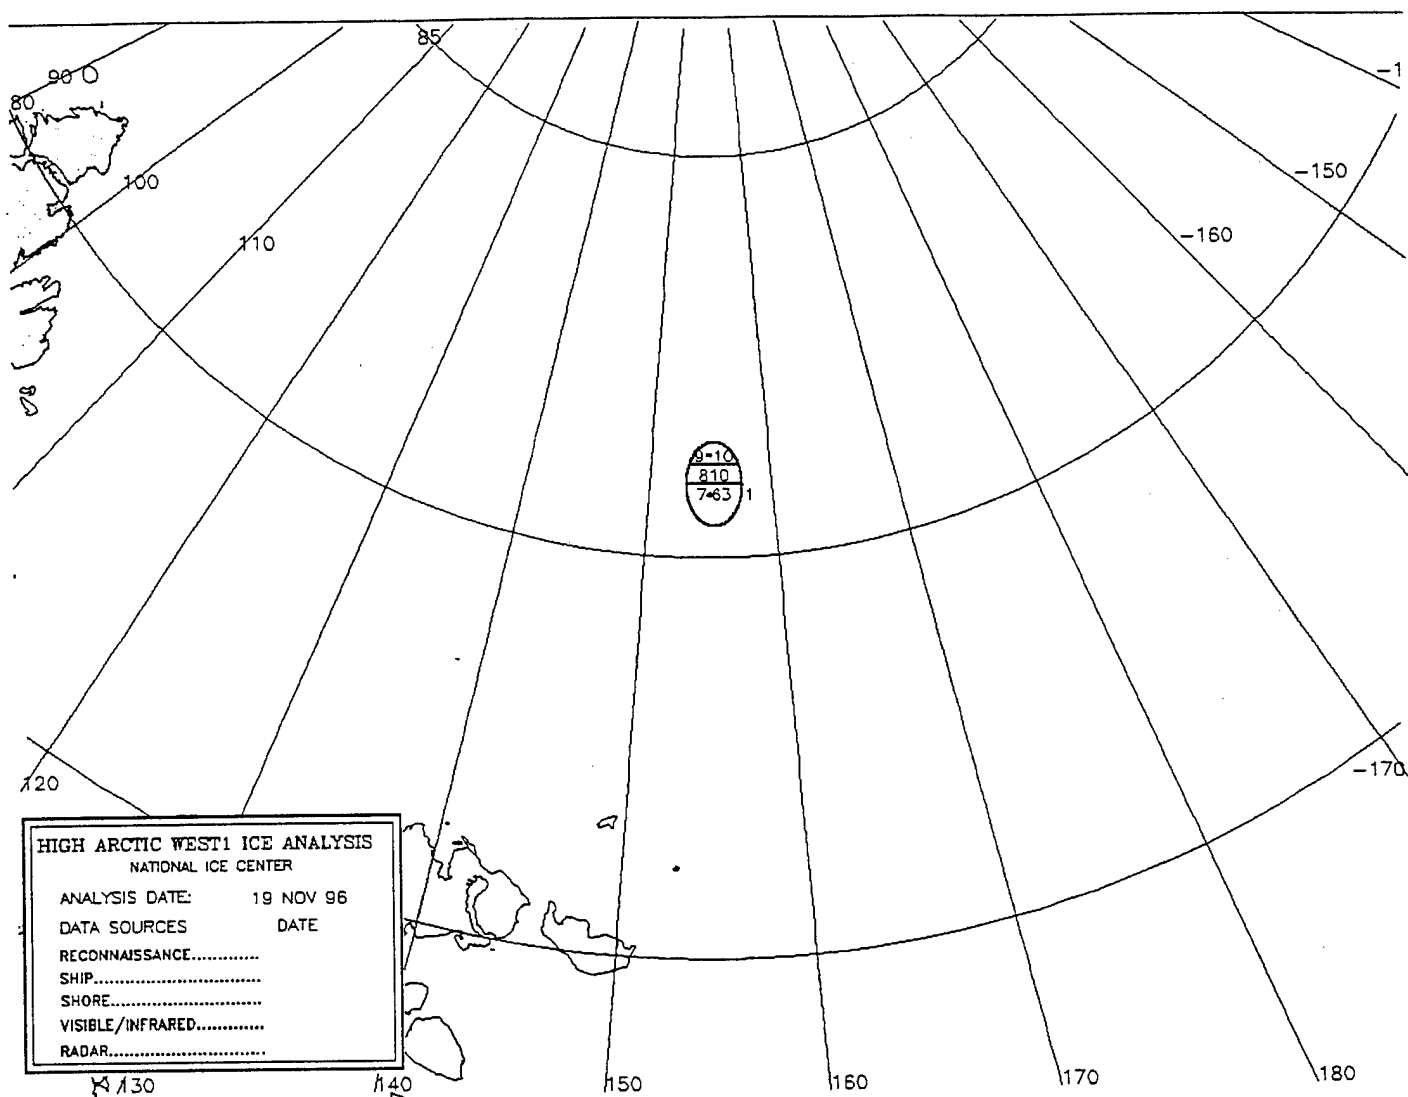 85
90
80
-1
100
-150
110
-160
9-10
810
7•63 1
120
-170
HIGH ARCTIC WEST1 ICE ANALYSIS
NATIONAL ICE CENTER
ANALYSIS DATE: 19 NOV 96
DATA SOURCES DATE
RECONNAISSANCE.............
SHIP................................
SHORE.............................
VISIBLE/INFRARED.............
RADAR..............................
130
140
150
160
170
180